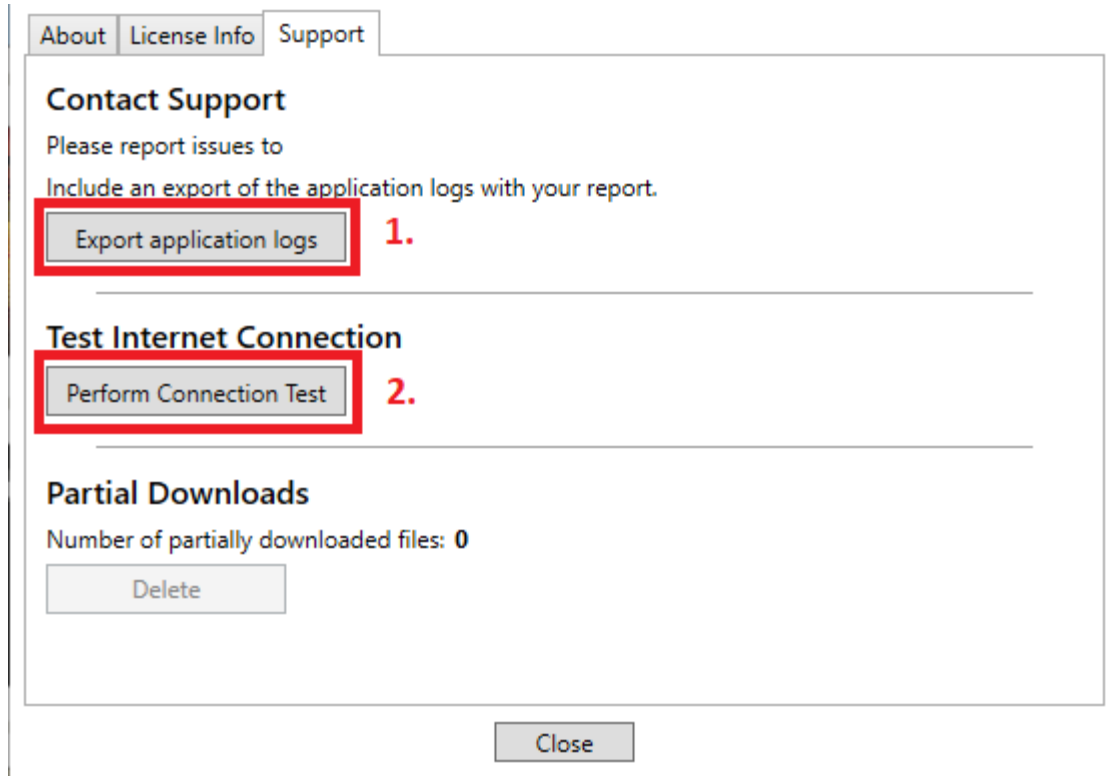 About License Info Support
Contact Support
Please report issues to
Include an export of the application logs with your report.
Export application logs 1.
Test Internet Connection
Perform Connection Test 2.
Partial Downloads
Number of partially downloaded files: 0
Delete
Close